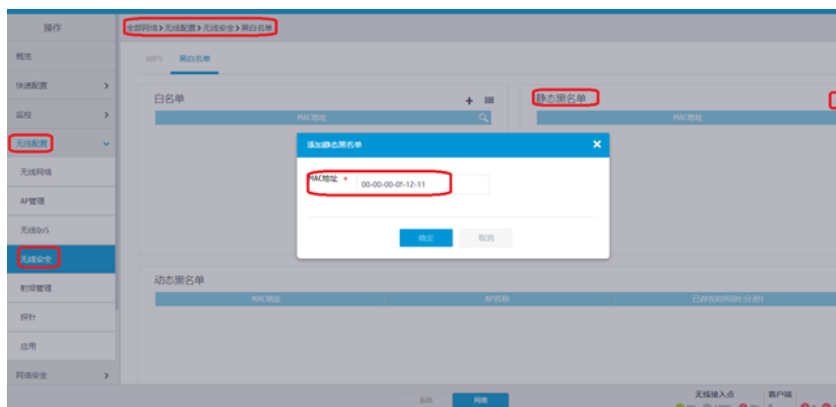 操作
全部网络>无线配置>无线安全>黑白名单
概览
WIPS 黑白名单
快速配置
白名单
静态黑名单
监控
MAC地址
MAC地址
无线配置
添加静态黑名单
无线网络
MAC地址 *
00-00-00-01-12-11
AP管理
无线QoS
确定 取消
无线安全
动态黑名单
射频管理
MAC地址 AP名称 已存在时间(时:分:秒)
探针
应用
网络安全
系统 网络
无线接入点 客户端